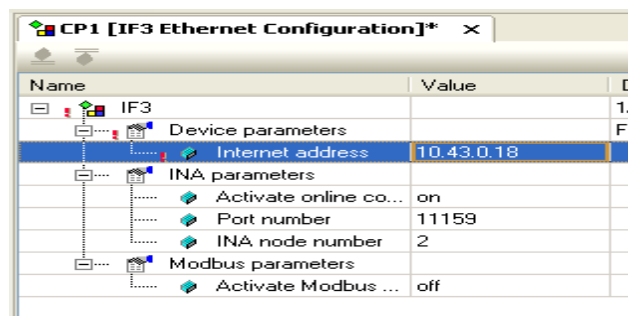 CP1 [IF3 Ethernet Configuration]* ×
Name Value
IF3 1.
Device parameters F
Internet address 10.43.0.18
INA parameters
Activate online co... on
Port number 11159
INA node number 2
Modbus parameters
Activate Modbus ... off